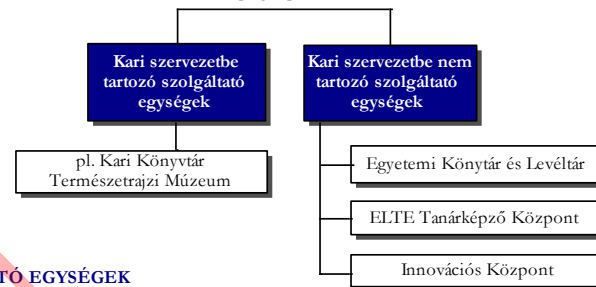 Kari szervezetbe
tartozó szolgáltató
egységek
Kari szervezetbe nem
tartozó szolgáltató
egységek
pl. Kari Könyvtár
Természetrajzi Múzeum
Egyetemi Könytár és Levéltár
ELTE Tanárképző Központ
Innovációs Központ
EGYSÉGEK